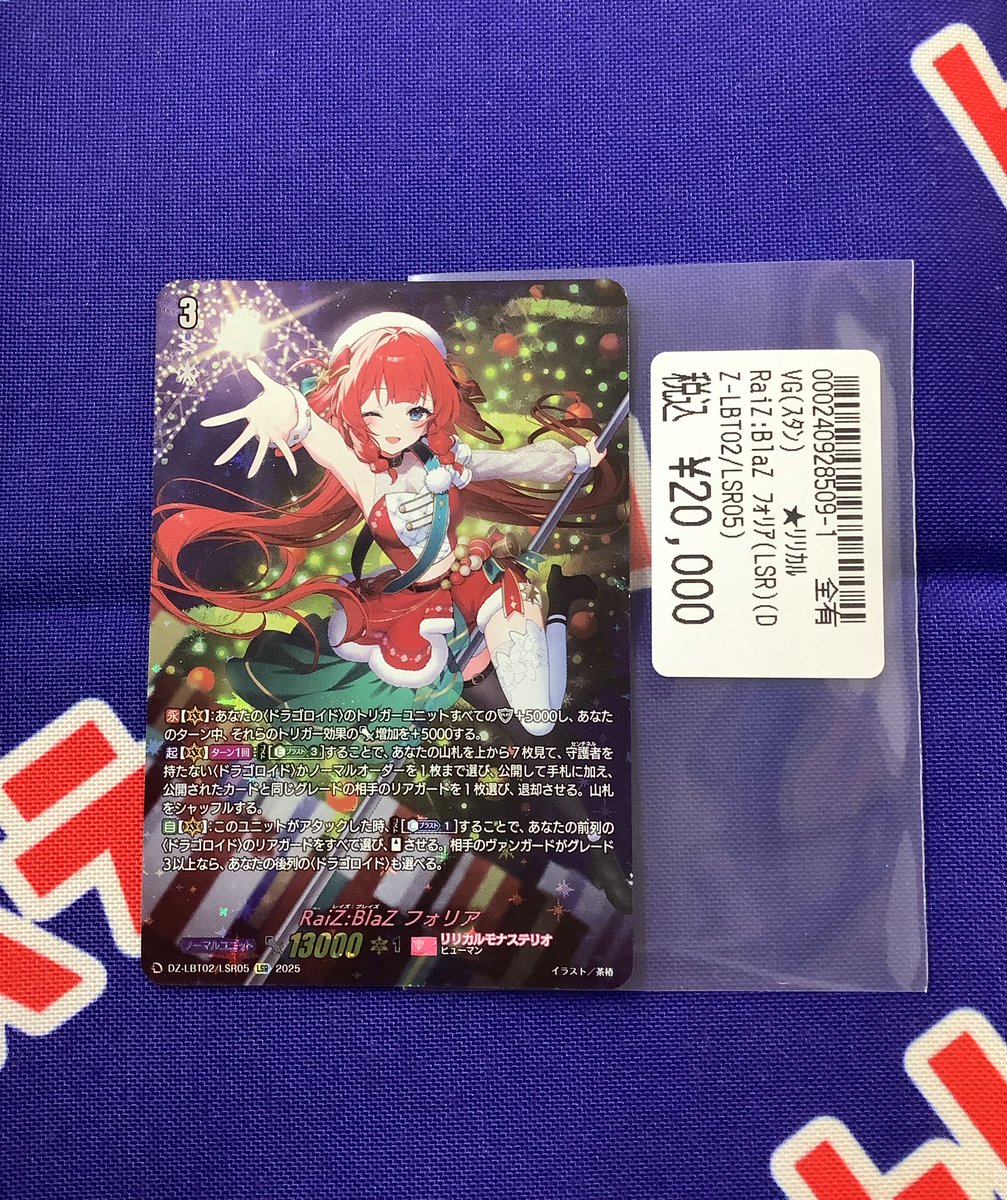 3
永【】:あなたの〈ドラゴロイド〉のトリガーユニットすべての+5000し、あなた
のターン中、それらのトリガー効果の増加を+5000する。
起【】ターン1回[Eブラスト3]することで、あなたの山札を上から7枚見て、守護者を
センチネル
持たない〈ドラゴロイド〉かノーマルオーダーを1枚まで選び、公開して手札に加え、
公開されたカードと同じグレードの相手のリアガードを1枚選び、退却させる。山札
をシャッフルする。
自【】:このユニットがアタックした時、[ブラスト1]することで、あなたの前列の
〈ドラゴロイド〉のリアガードをすべて選び、させる。相手のヴァンガードがグレード
3以上なら、あなたの後列の〈ドラゴロイド〉も選べる。
レイズ:ブレイズ
RaiZ:BlaZ フォリア
ノーマルユニット
13000
1
リリカルモナステリオ
ヒューマン
D DZ-LBT02/LSR05 LSR 2025
イラスト/茶椿
000240928509-1 全有
VG(スタン) ★リリカル
RaiZ:BlaZ フォリア(LSR)(D
Z-LBT02/LSR05)
税込 ¥20,000